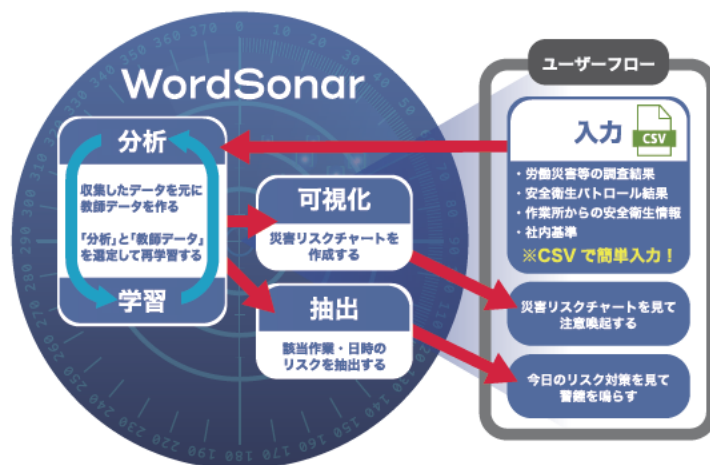 WordSonar
分析
収集したデータを元に
教師データを作る
「分析」と「教師データ」
を選定して再学習する
学習
可視化
災害リスクチャートを
作成する
抽出
該当作業・日時の
リスクを抽出する
ユーザーフロー
入力
CSV
・労働災害等の調査結果
・安全衛生パトロール結果
・作業所からの安全衛生情報
・社内基準
※CSVで簡単入力！
災害リスクチャートを見て
注意喚起する
今日のリスク対策を見て
警鐘を鳴らす